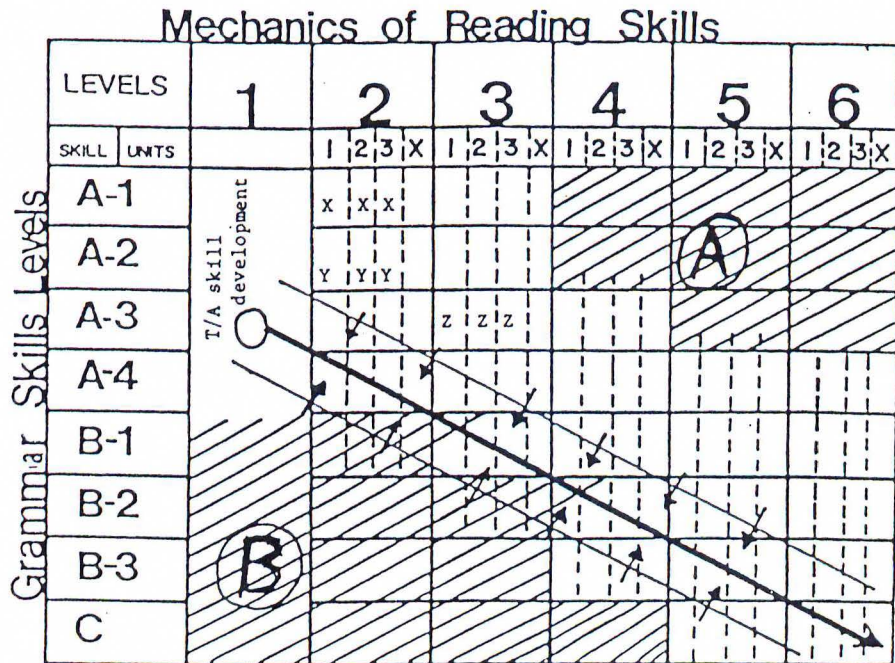 Mechanics of Reading Skills
LEVELS 1 2 3 4 5 6
SKILL UNITS 1 2 3 X 1 2 3 X 1 2 3 X 1 2 3 X 1 2 3 X
Grammar Skills Levels
T/A skill
development
A-1 X X X
A-2 Y Y Y
A-3 Z Z Z
A-4
B-1
B-2
B-3
C
A
B